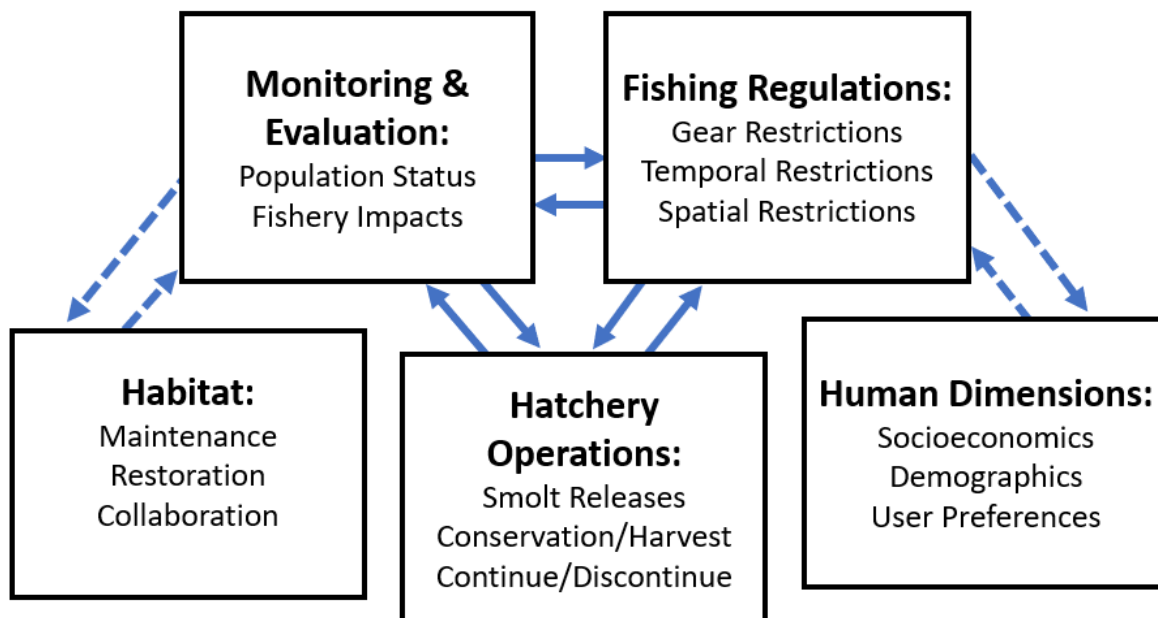 Monitoring &
Evaluation:
Population Status
Fishery Impacts
Fishing Regulations:
Gear Restrictions
Temporal Restrictions
Spatial Restrictions
Habitat:
Maintenance
Restoration
Collaboration
Hatchery
Operations:
Smolt Releases
Conservation/Harvest
Continue/Discontinue
Human Dimensions:
Socioeconomics
Demographics
User Preferences